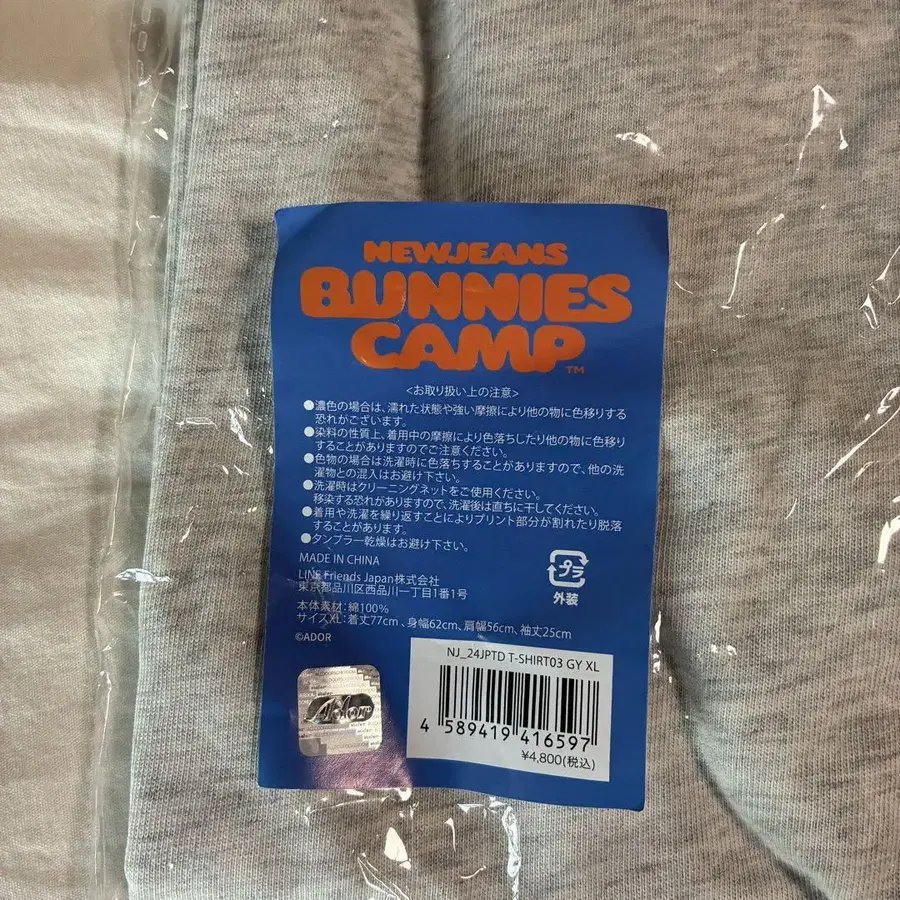 NEWJEANS
BUNNIES
CAMP™
<お取り扱い上の注意>
●濃色の場合は、濡れた状態や強い摩擦により他の物に色移りする
恐れがございます。
●染料の性質上、着用中の摩擦により色落ちしたり他の物に色移り
することがありますのでご注意ください。
●色物の場合は洗濯時に色落ちすることがありますので、他の洗
濯物との混入はお避け下さい。
●洗濯時はクリーニングネットをご使用ください。
移染する恐れがありますので、洗濯後は直ちに干してください。
●着用や洗濯を繰り返すことによりプリント部分が割れたり脱落
することがあります。
●タンブラー乾燥はお避け下さい。
MADE IN CHINA
LINE Friends Japan株式会社
東京都品川区西品川一丁目1番1号
本体素材:綿100%
サイズXL:着丈77cm、身幅62cm、肩幅56cm、袖丈25cm
©ADOR
プラ
外装
NJ_24JPTD T-SHIRT03 GY XL
4 589419 416597
¥4,800(税込)
Ador